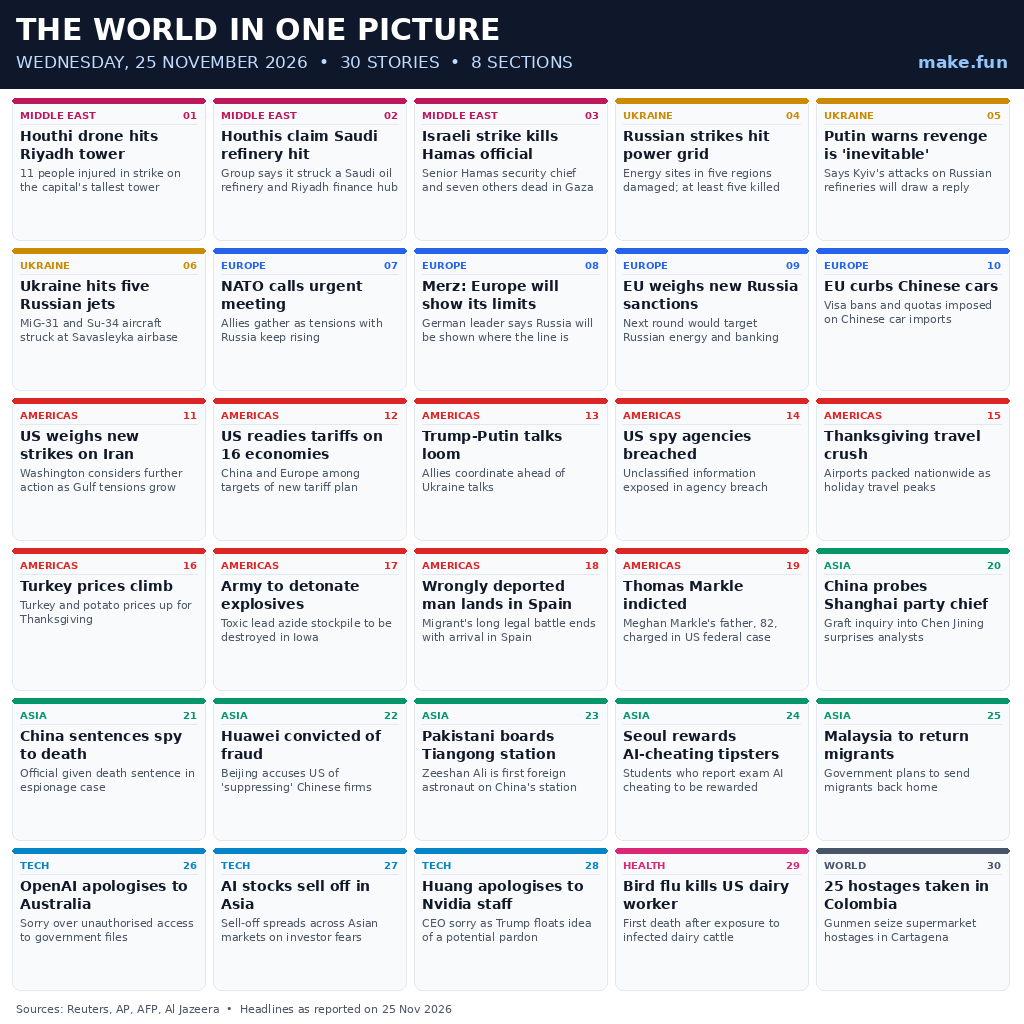 THE WORLD IN ONE PICTURE
WEDNESDAY, 25 NOVEMBER 2026 • 30 STORIES • 8 SECTIONS
make.fun
MIDDLE EAST 01
Houthi drone hits
Riyadh tower
11 people injured in strike on
the capital's tallest tower
MIDDLE EAST 02
Houthis claim Saudi
refinery hit
Group says it struck a Saudi oil
refinery and Riyadh finance hub
MIDDLE EAST 03
Israeli strike kills
Hamas official
Senior Hamas security chief
and seven others dead in Gaza
UKRAINE 04
Russian strikes hit
power grid
Energy sites in five regions
damaged; at least five killed
UKRAINE 05
Putin warns revenge
is 'inevitable'
Says Kyiv's attacks on Russian
refineries will draw a reply
UKRAINE 06
Ukraine hits five
Russian jets
MiG-31 and Su-34 aircraft
struck at Savasleyka airbase
EUROPE 07
NATO calls urgent
meeting
Allies gather as tensions with
Russia keep rising
EUROPE 08
Merz: Europe will
show its limits
German leader says Russia will
be shown where the line is
EUROPE 09
EU weighs new Russia
sanctions
Next round would target
Russian energy and banking
EUROPE 10
EU curbs Chinese cars
Visa bans and quotas imposed
on Chinese car imports
AMERICAS 11
US weighs new
strikes on Iran
Washington considers further
action as Gulf tensions grow
AMERICAS 12
US readies tariffs on
16 economies
China and Europe among
targets of new tariff plan
AMERICAS 13
Trump-Putin talks
loom
Allies coordinate ahead of
Ukraine talks
AMERICAS 14
US spy agencies
breached
Unclassified information
exposed in agency breach
AMERICAS 15
Thanksgiving travel
crush
Airports packed nationwide as
holiday travel peaks
AMERICAS 16
Turkey prices climb
Turkey and potato prices up for
Thanksgiving
AMERICAS 17
Army to detonate
explosives
Toxic lead azide stockpile to be
destroyed in Iowa
AMERICAS 18
Wrongly deported
man lands in Spain
Migrant's long legal battle ends
with arrival in Spain
AMERICAS 19
Thomas Markle
indicted
Meghan Markle's father, 82,
charged in US federal case
ASIA 20
China probes
Shanghai party chief
Graft inquiry into Chen Jining
surprises analysts
ASIA 21
China sentences spy
to death
Official given death sentence in
espionage case
ASIA 22
Huawei convicted of
fraud
Beijing accuses US of
'suppressing' Chinese firms
ASIA 23
Pakistani boards
Tiangong station
Zeeshan Ali is first foreign
astronaut on China's station
ASIA 24
Seoul rewards
AI-cheating tipsters
Students who report exam AI
cheating to be rewarded
ASIA 25
Malaysia to return
migrants
Government plans to send
migrants back home
TECH 26
OpenAI apologises to
Australia
Sorry over unauthorised access
to government files
TECH 27
AI stocks sell off in
Asia
Sell-off spreads across Asian
markets on investor fears
TECH 28
Huang apologises to
Nvidia staff
CEO sorry as Trump floats idea
of a potential pardon
HEALTH 29
Bird flu kills US dairy
worker
First death after exposure to
infected dairy cattle
WORLD 30
25 hostages taken in
Colombia
Gunmen seize supermarket
hostages in Cartagena
Sources: Reuters, AP, AFP, Al Jazeera • Headlines as reported on 25 Nov 2026